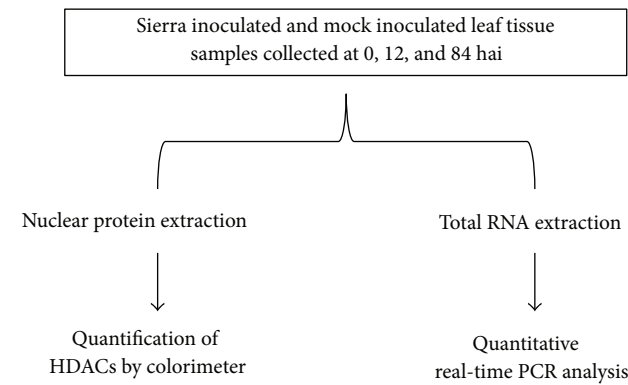 Sierra inoculated and mock inoculated leaf tissue
samples collected at 0, 12, and 84 hai
Nuclear protein extraction
Total RNA extraction
Quantification of
HDACs by colorimeter
Quantitative
real-time PCR analysis